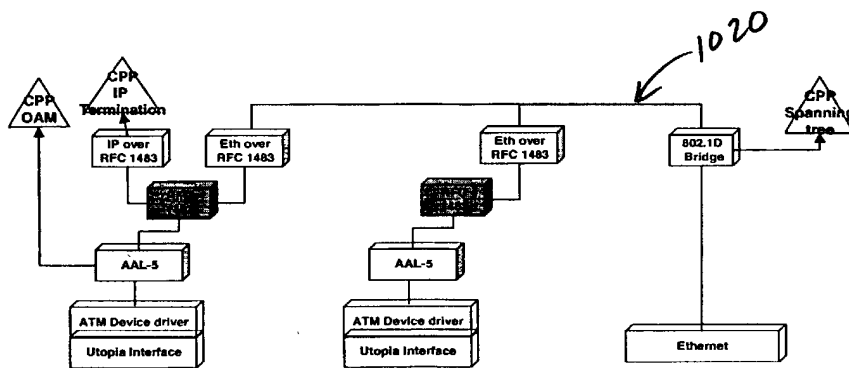 1020
CPP
OAM
CPP
IP
Termination
CPP
Spanning
tree
IP over
RFC 1483
Eth over
RFC 1483
Eth over
RFC 1483
802.1D
Bridge
AAL-5
AAL-5
ATM Device driver
Utopia Interface
ATM Device driver
Utopia Interface
Ethernet